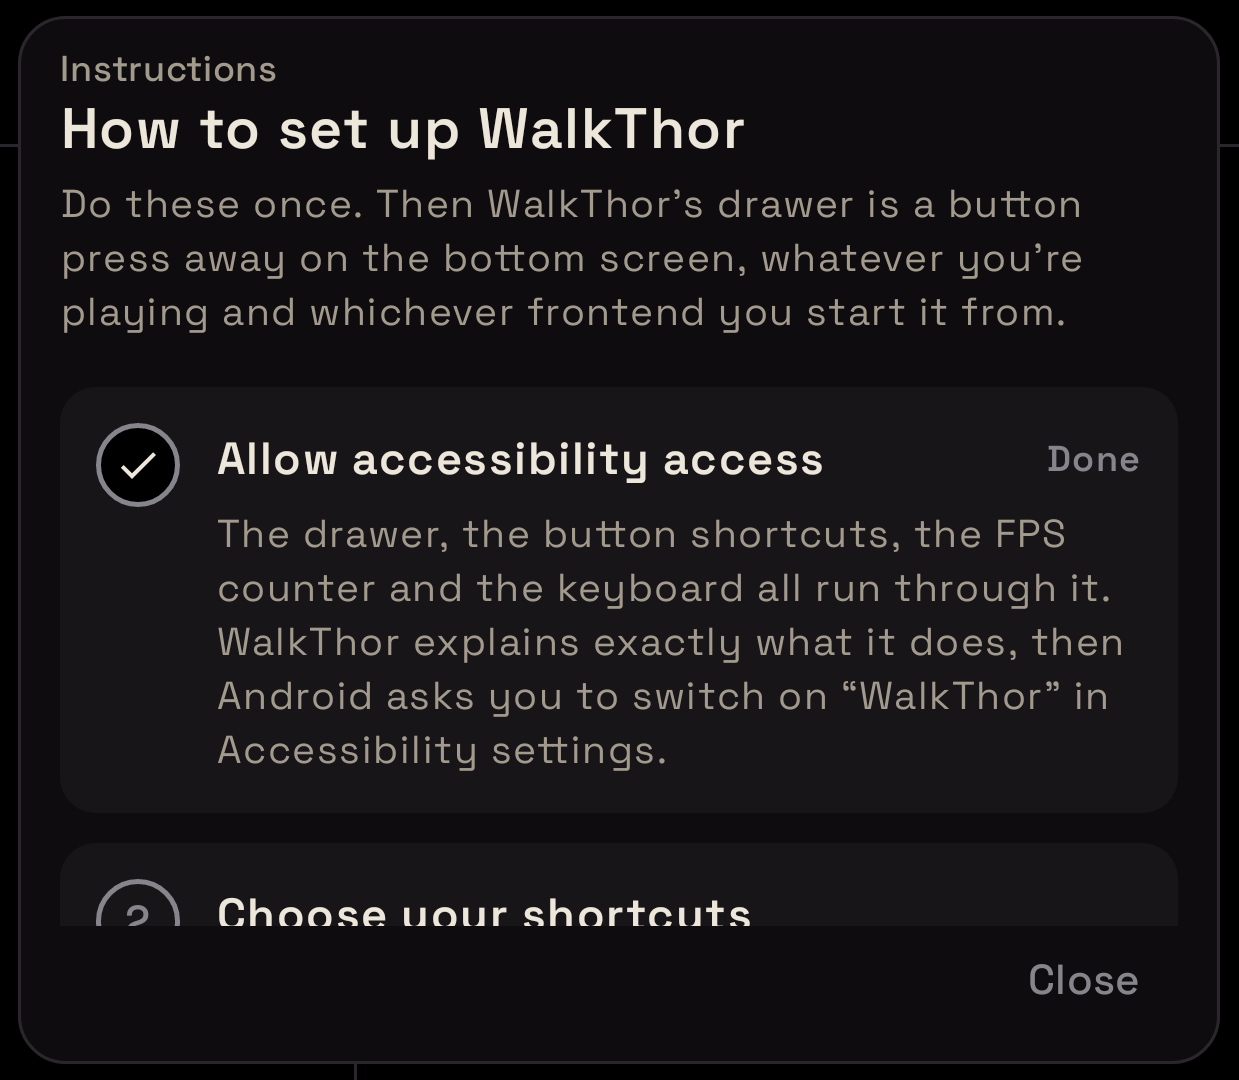 Instructions
How to set up WalkThor
Do these once. Then WalkThor’s drawer is a button
press away on the bottom screen, whatever you’re
playing and whichever frontend you start it from.
Allow accessibility access
Done
The drawer, the button shortcuts, the FPS
counter and the keyboard all run through it.
WalkThor explains exactly what it does, then
Android asks you to switch on “WalkThor” in
Accessibility settings.
2
Choose your shortcuts
Close